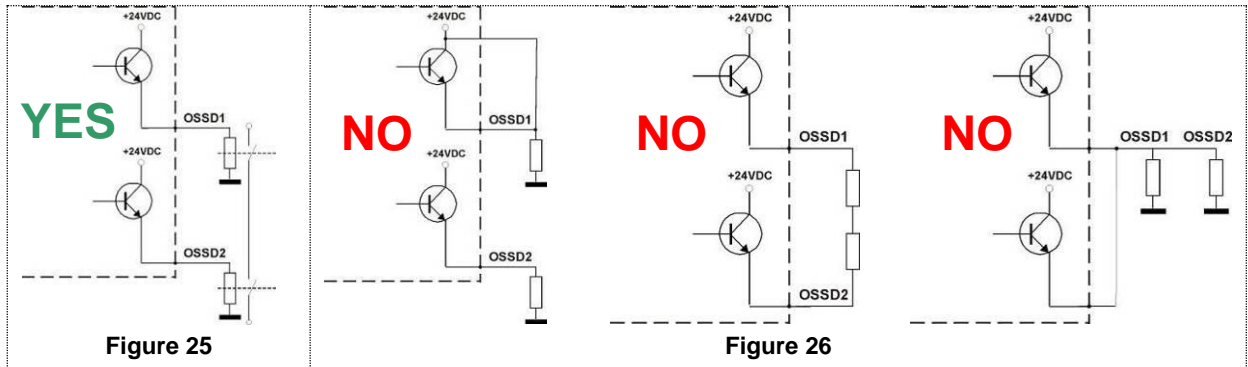 +24VDC
YES
OSSD1
+24VDC
OSSD2
Figure 25
+24VDC
NO
OSSD1
+24VDC
OSSD2
+24VDC
NO
OSSD1
+24VDC
OSSD2
+24VDC
NO
OSSD1 OSSD2
+24VDC
Figure 26